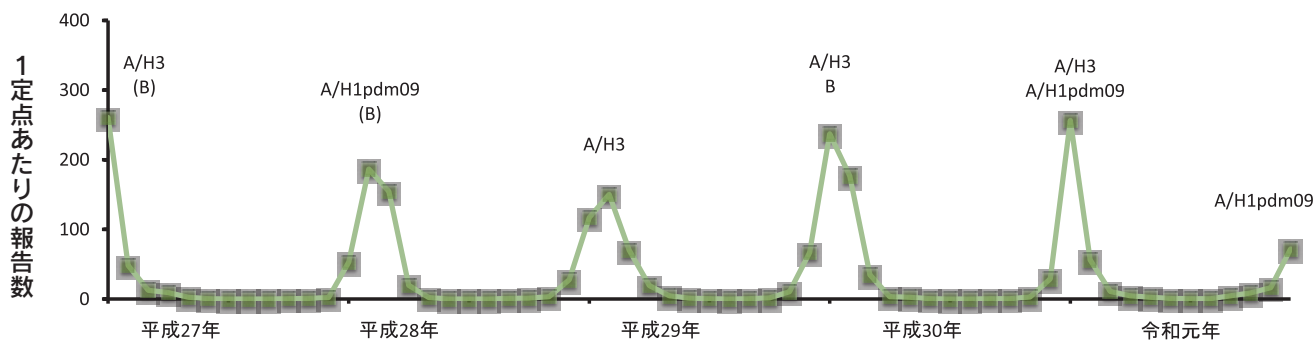 400
300
200
100
0
1定点あたりの報告数
A/H3
(B)
A/H1pdm09
(B)
A/H3
A/H3
B
A/H3
A/H1pdm09
A/H1pdm09
平成27年
平成28年
平成29年
平成30年
令和元年